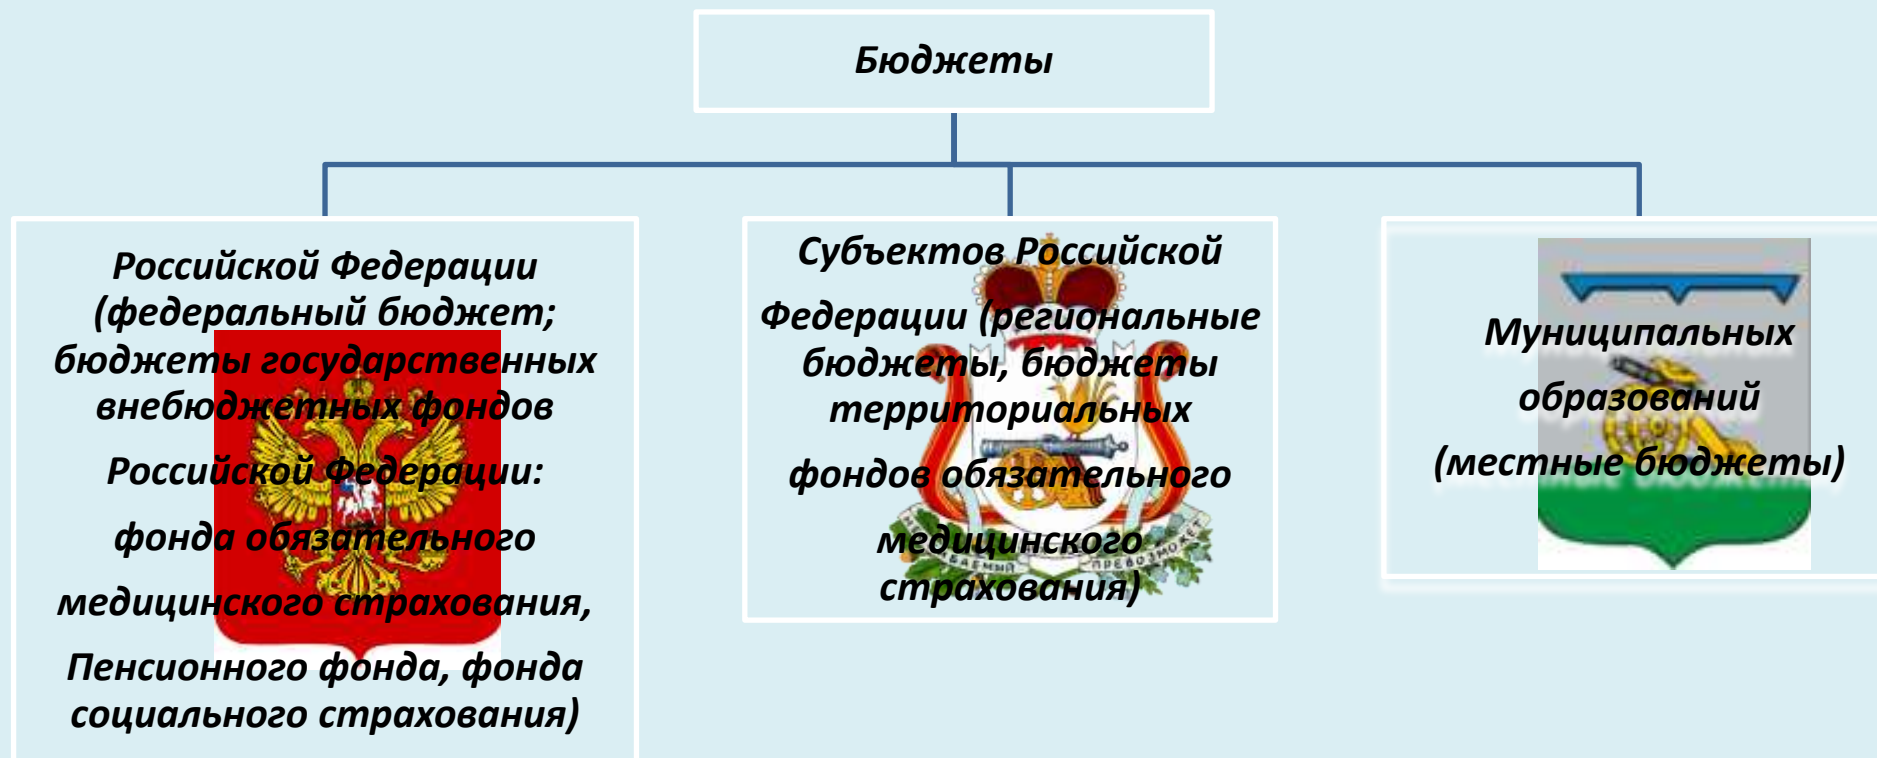 Бюджеты
Российской Федерации
(федеральный бюджет;
бюджеты государственных
внебюджетных фондов
Российской Федерации:
фонда обязательного
медицинского страхования,
Пенсионного фонда, фонда
социального страхования)
Субъектов Российской
Федерации (региональные
бюджеты, бюджеты
территориальных
фондов обязательного
медицинского
страхования)
Муниципальных
образований
(местные бюджеты)